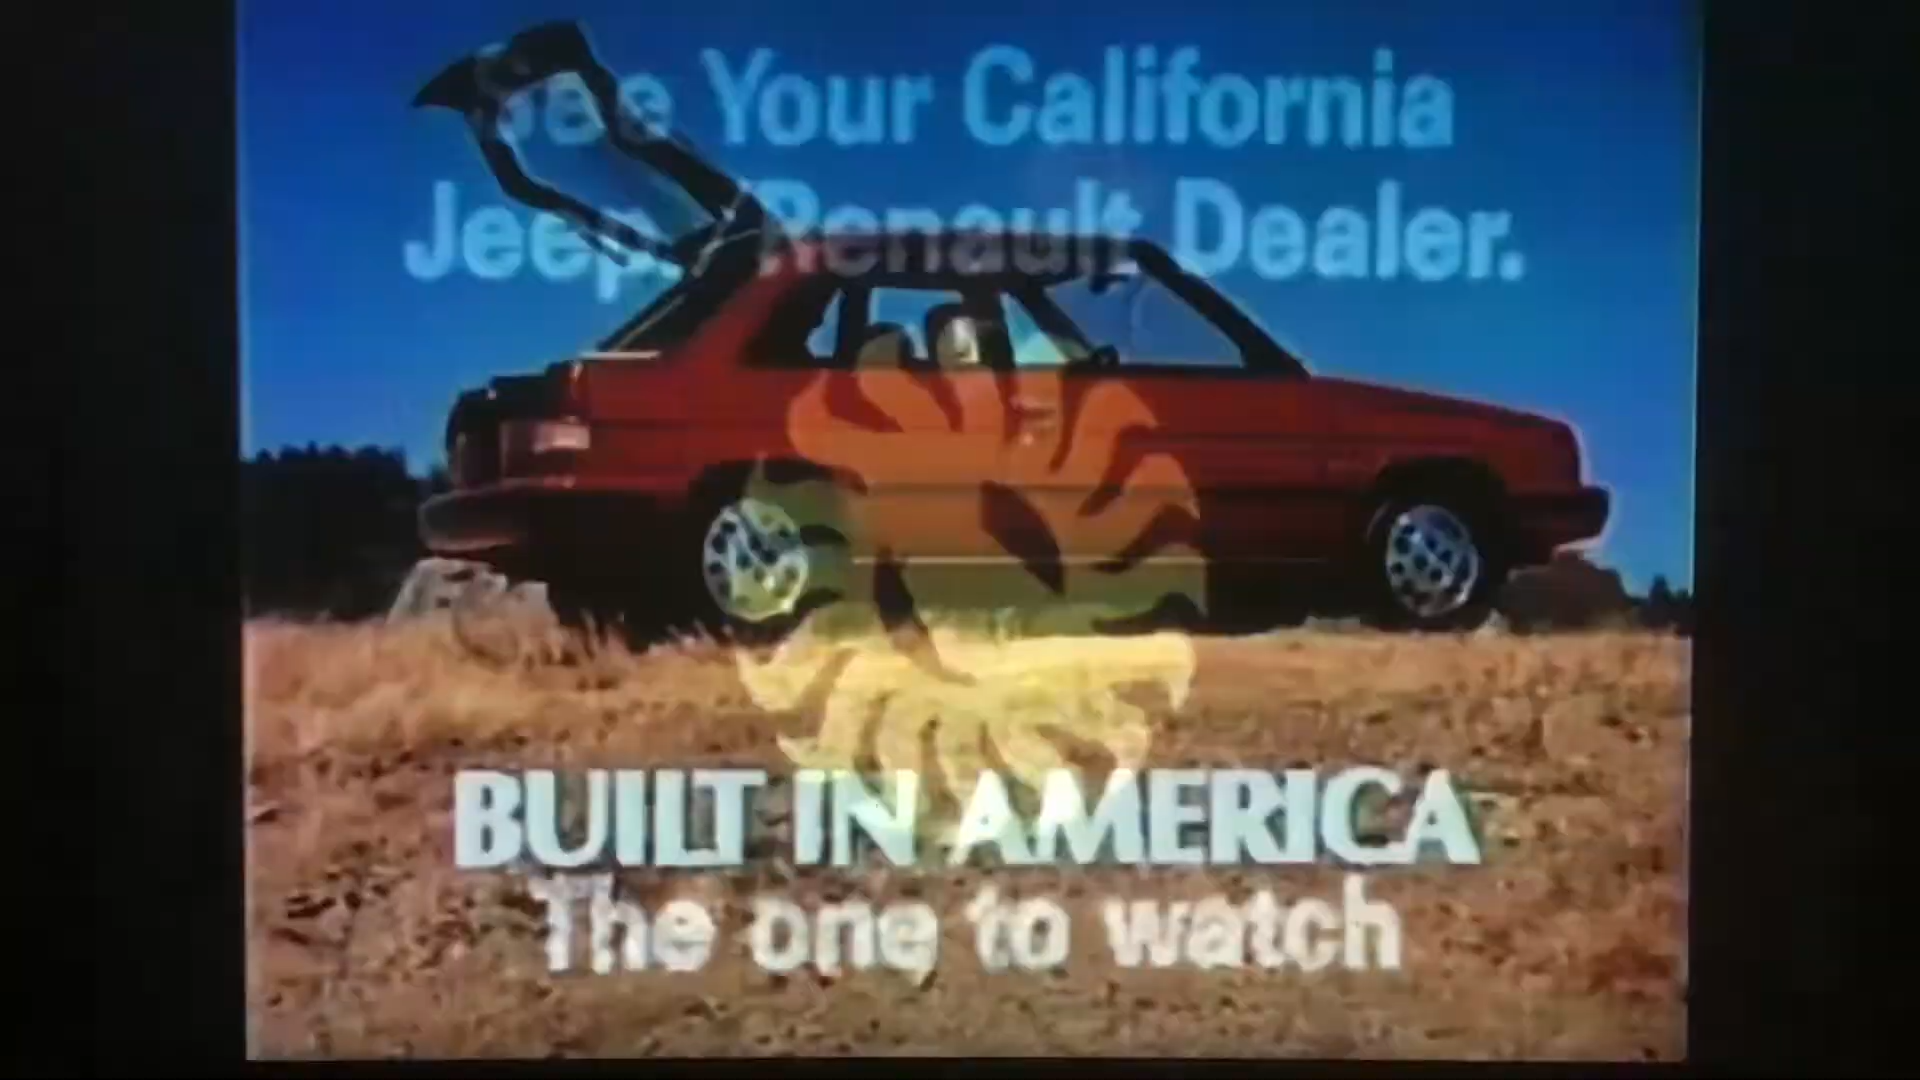 See Your California
Jeep/Renault Dealer.
BUILT IN AMERICA
The one to watch